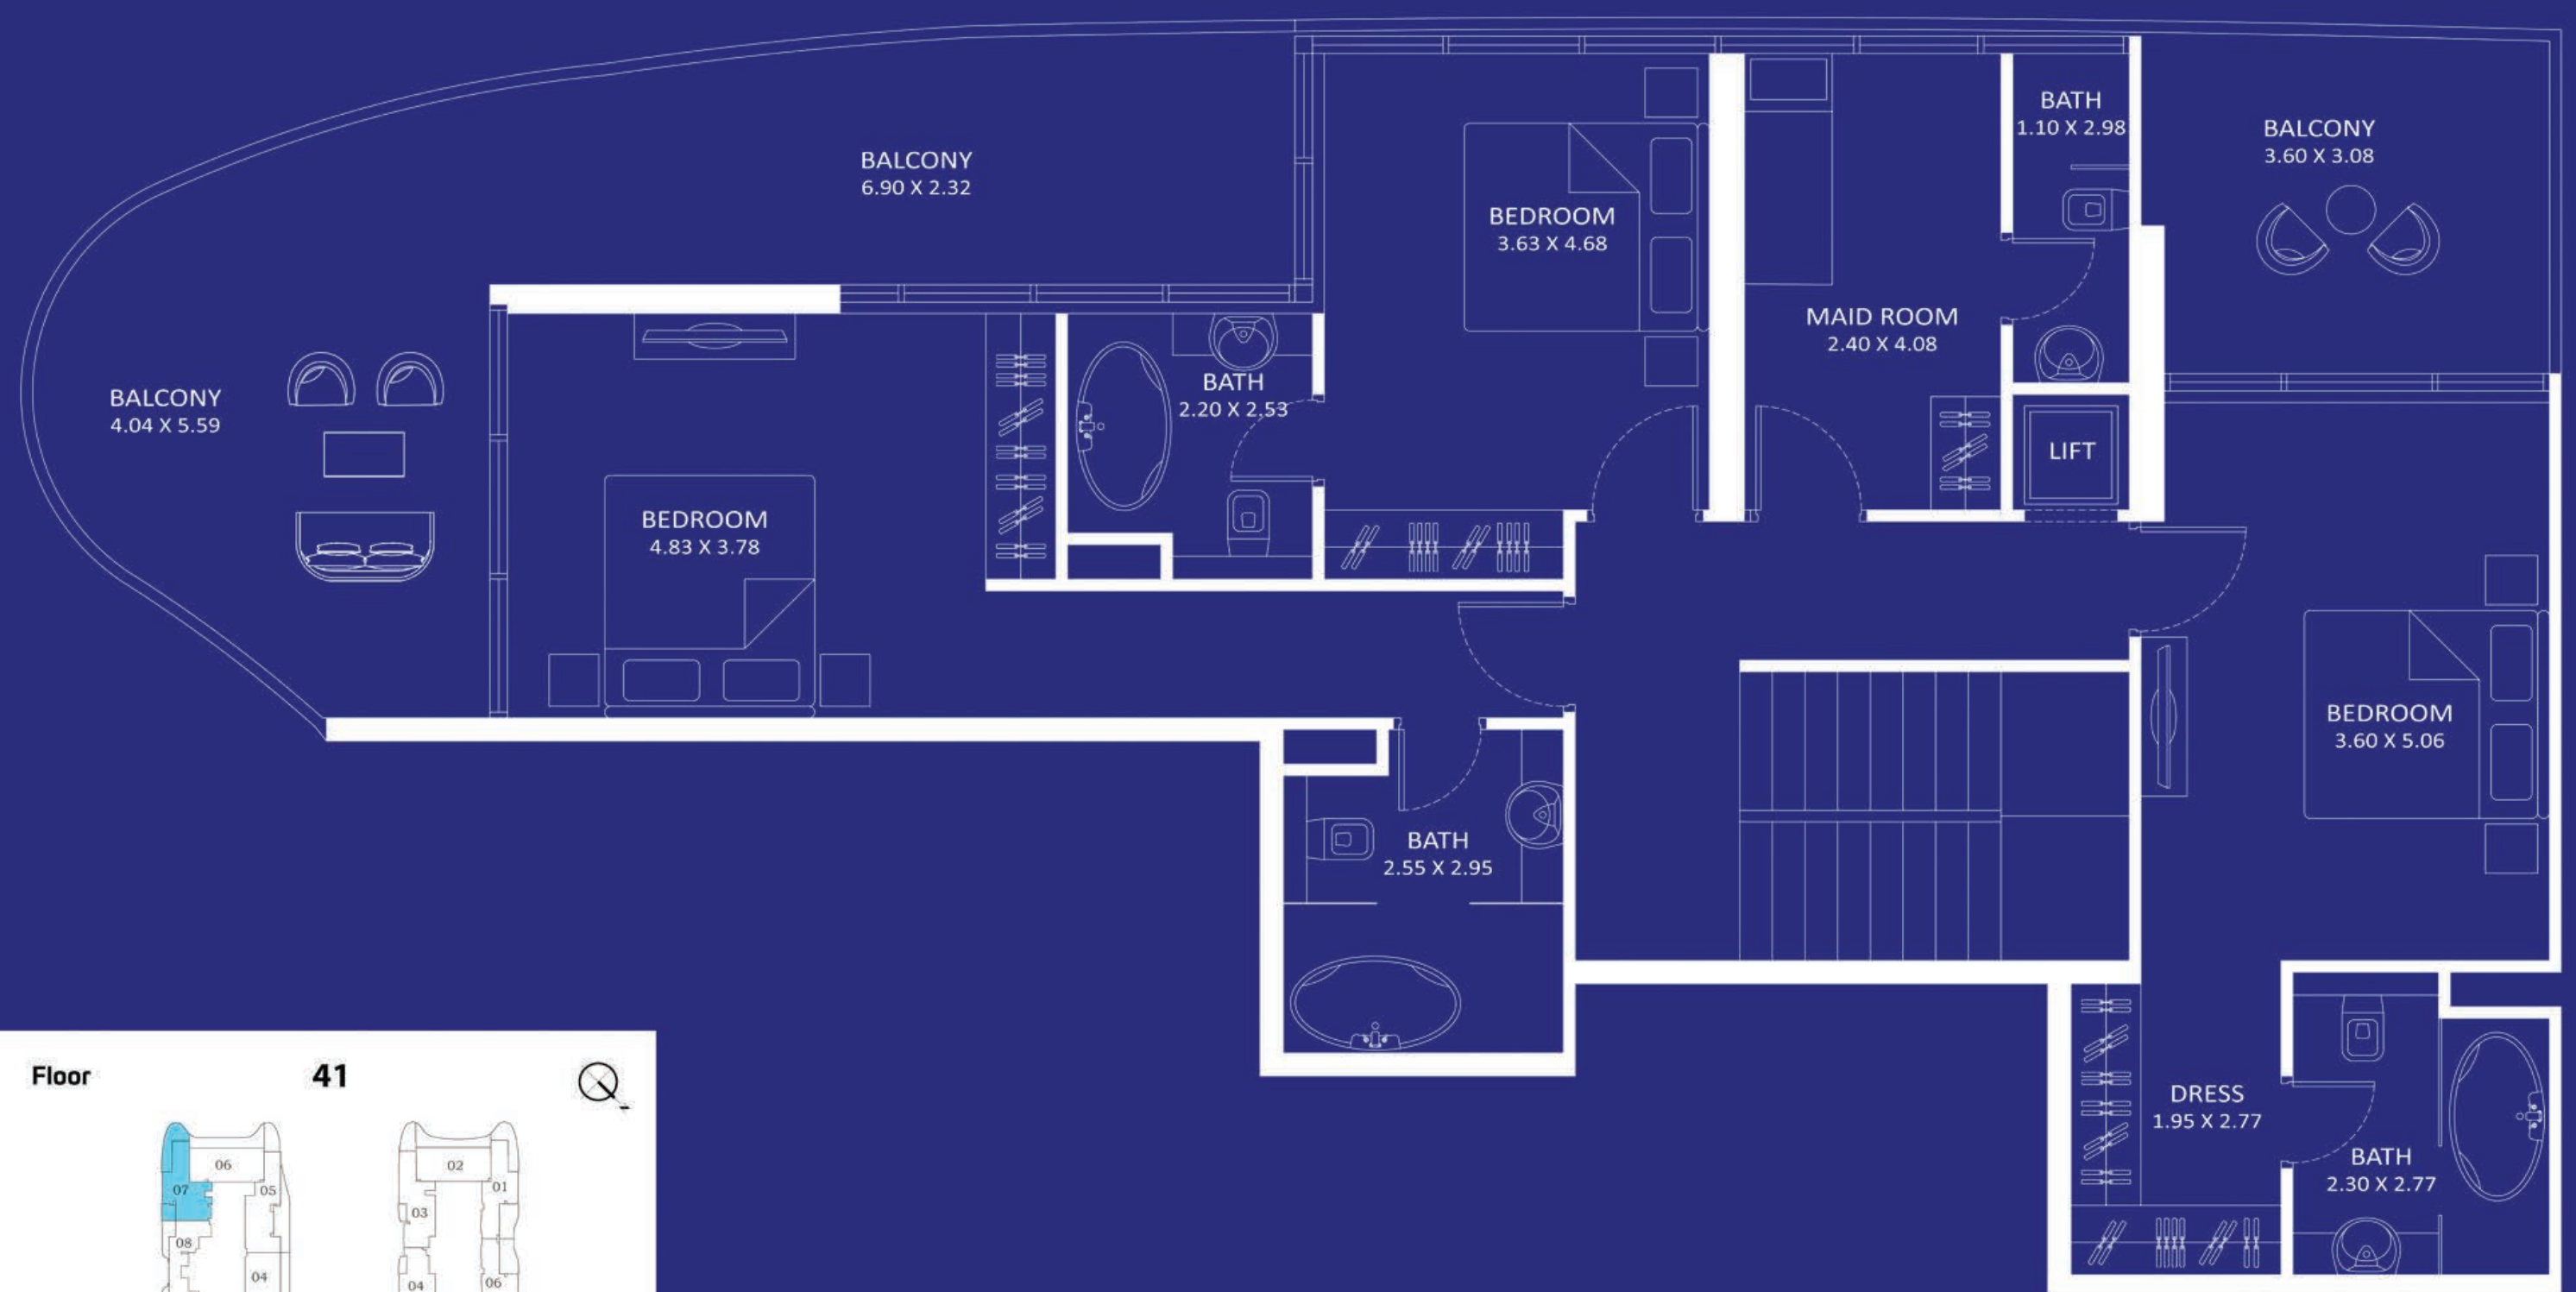 BATH
1.10 X 2.98
BALCONY
3.60 X 3.08
BALCONY
6.90 X 2.32
BEDROOM
3.63 X 4.68
MAID ROOM
2.40 X 4.08
BATH
2.20 X 2.53
BALCONY
4.04 X 5.59
LIFT
BEDROOM
4.83 X 3.78
BEDROOM
3.60 X 5.06
BATH
2.55 X 2.95
DRESS
1.95 X 2.77
BATH
2.30 X 2.77
Floor 41
06
07
05
08
04
02
01
03
04
06